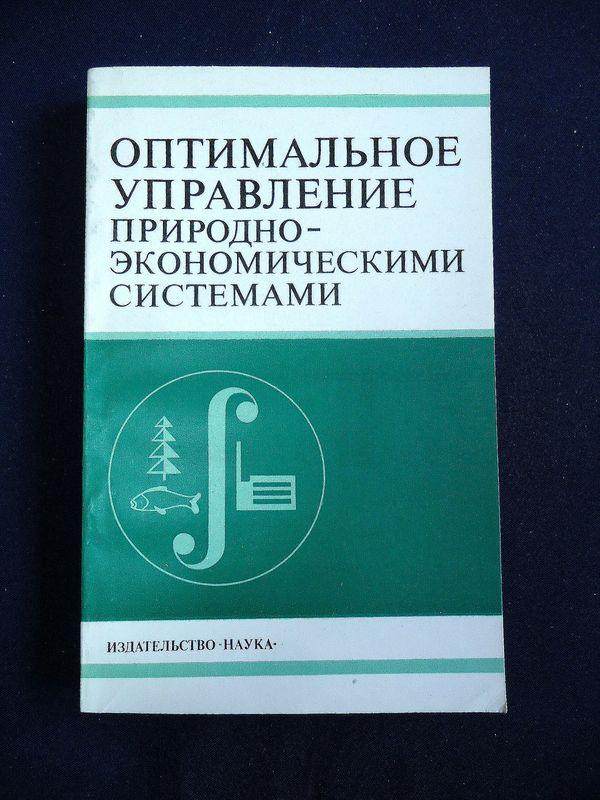 ОПТИМАЛЬНОЕ
УПРАВЛЕНИЕ
ПРИРОДНО-
ЭКОНОМИЧЕСКИМИ
СИСТЕМАМИ
ИЗДАТЕЛЬСТВО «НАУКА»